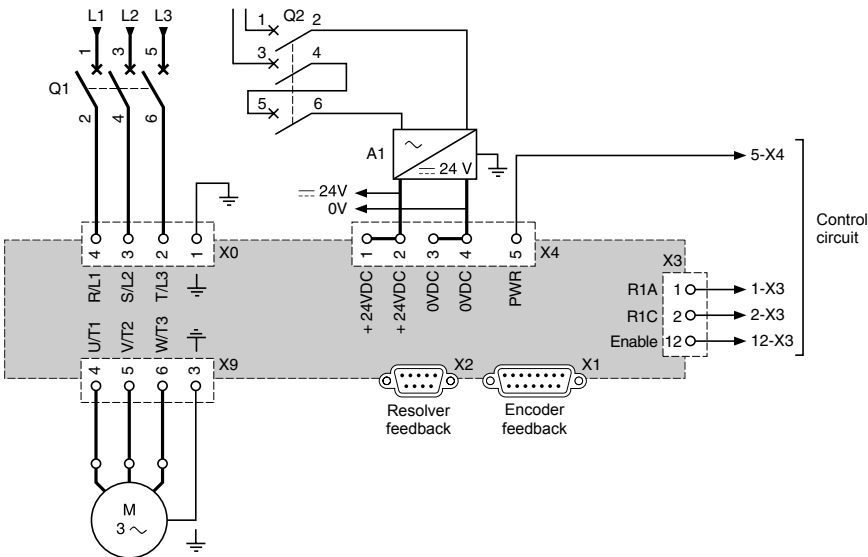 L1 L2 L3
1 3 5
Q1
2 4 6
1 Q2 2
3 4
5 6
A1
24 V
24V
0V
5-X4
Control
circuit
4 3 2 1 X0
R/L1 S/L2 T/L3
1 2 3 4 5 X4
+ 24VDC + 24VDC 0VDC 0VDC PWR
X3
R1A 1 1-X3
R1C 2 2-X3
Enable 12 12-X3
U/T1 V/T2 W/T3
4 5 6 3 X9
X2 X1
Resolver
feedback
Encoder
feedback
M
3